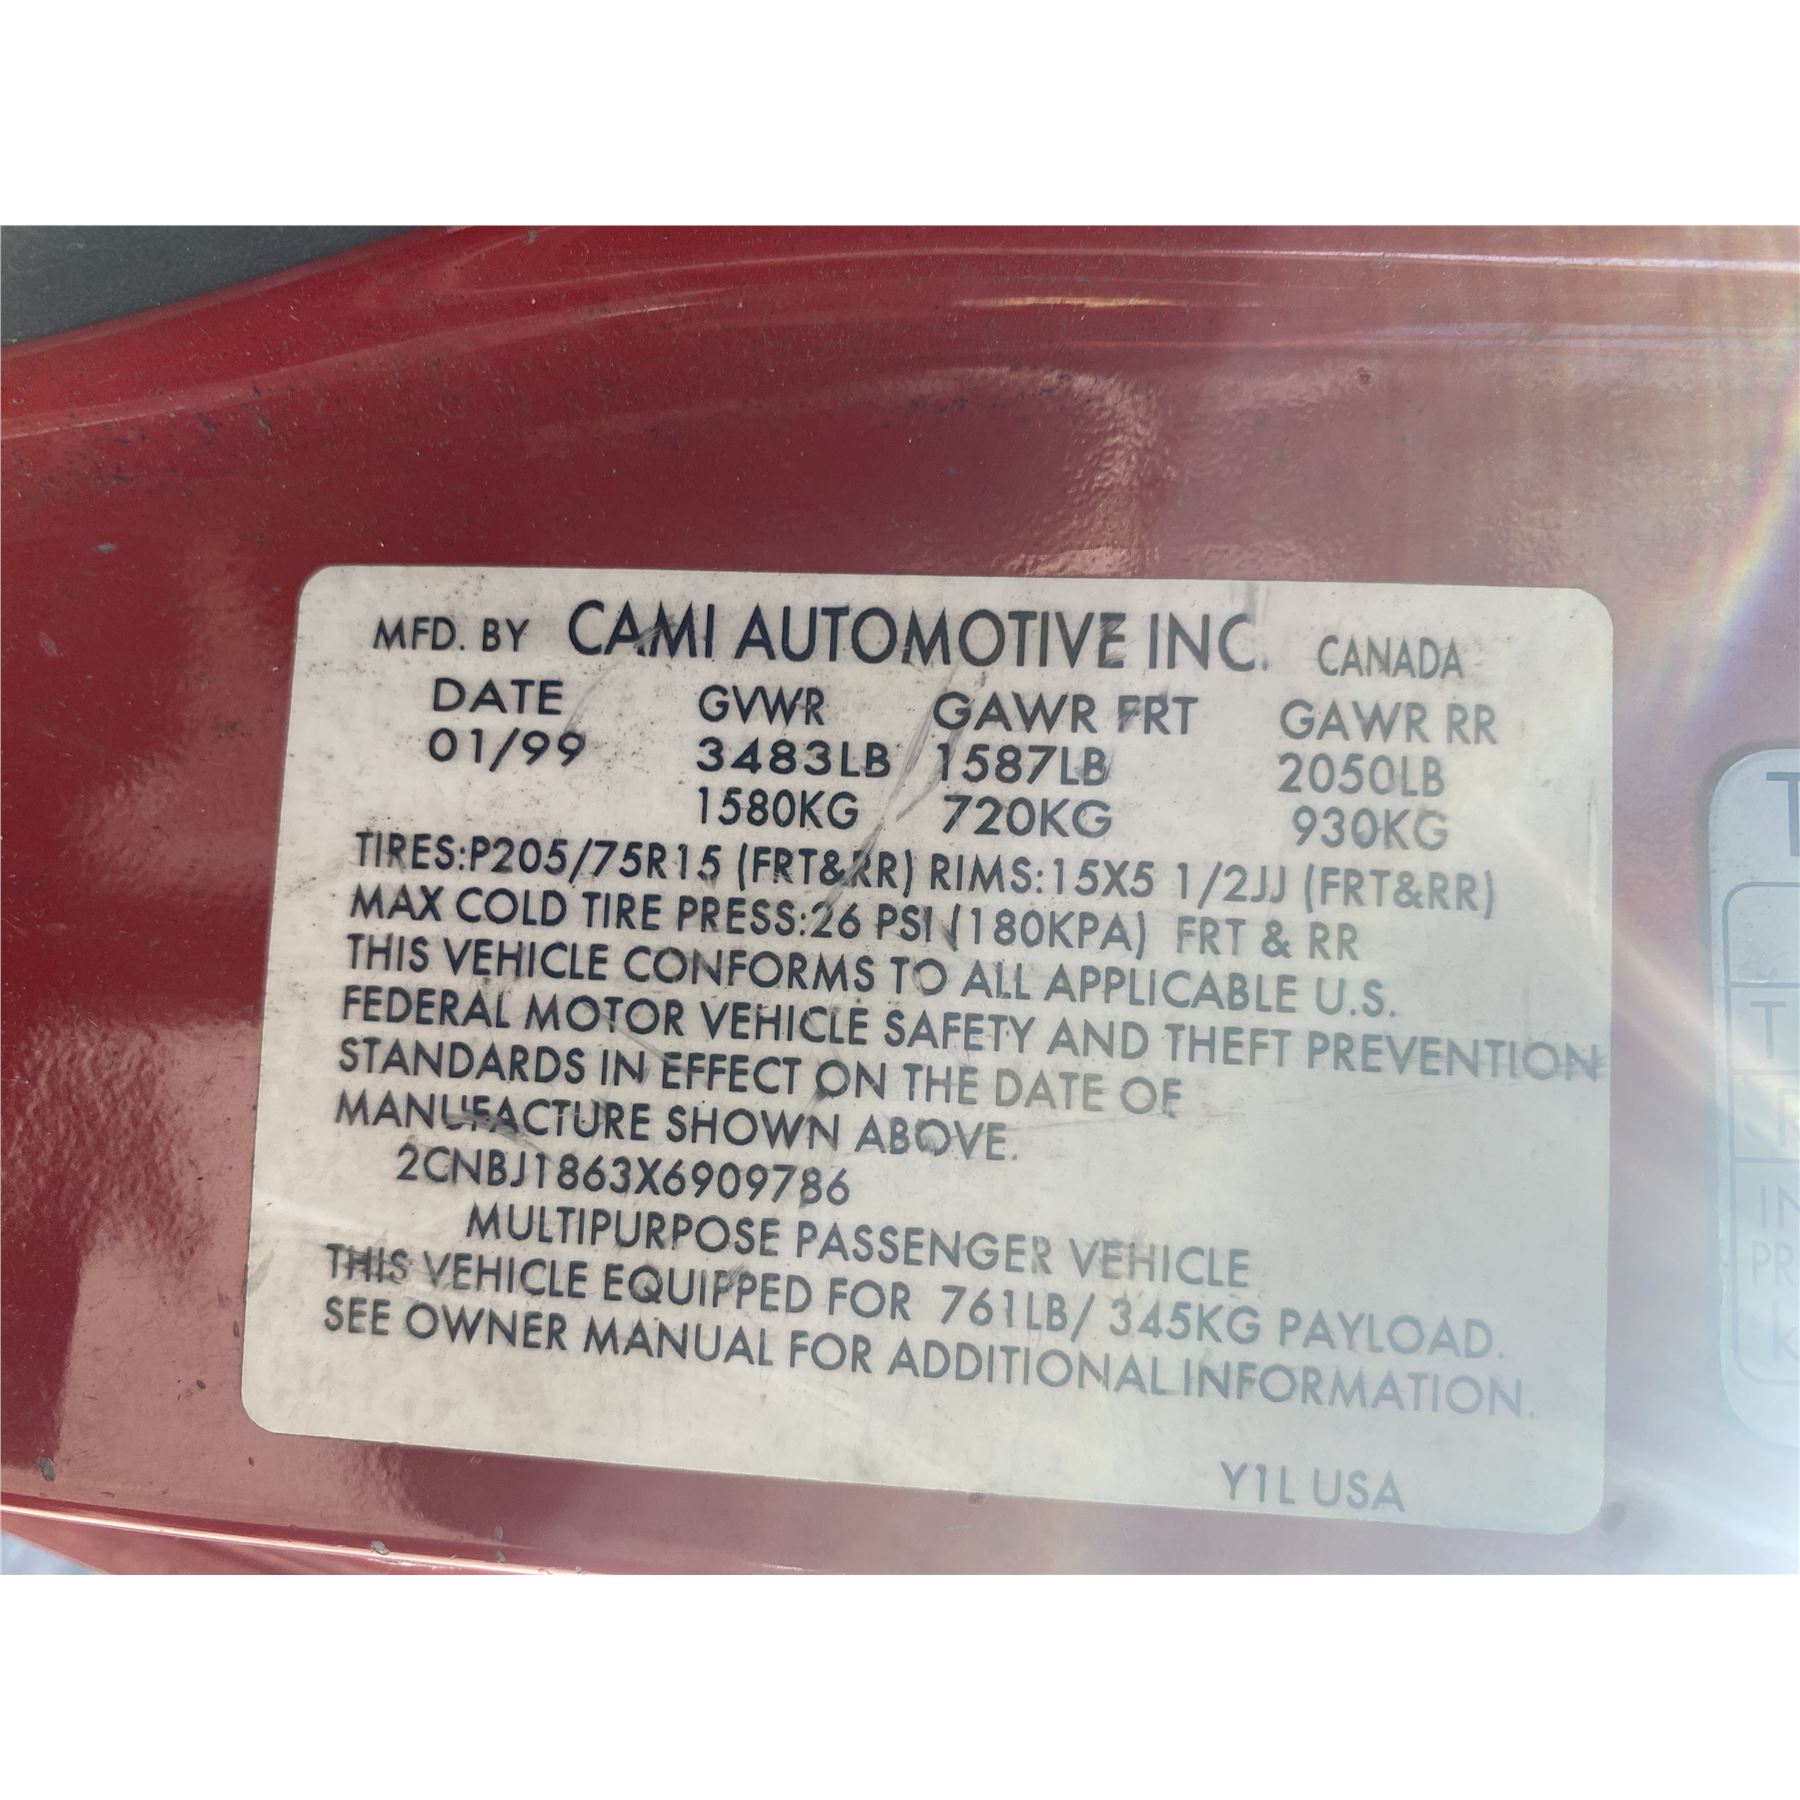 MFD. BY CAMI AUTOMOTIVE INC. CANADA
DATE GVWR GAWR FRT GAWR RR
01/99 3483LB 1587LB 2050LB
1580KG 720KG 930KG
TIRES:P205/75R15 (FRT&RR) RIMS:15X5 1/2JJ (FRT&RR)
MAX COLD TIRE PRESS:26 PSI (180KPA) FRT & RR
THIS VEHICLE CONFORMS TO ALL APPLICABLE U.S.
FEDERAL MOTOR VEHICLE SAFETY AND THEFT PREVENTION
STANDARDS IN EFFECT ON THE DATE OF
MANUFACTURE SHOWN ABOVE.
2CNBJ1863X6909786
MULTIPURPOSE PASSENGER VEHICLE
THIS VEHICLE EQUIPPED FOR 761LB/ 345KG PAYLOAD.
SEE OWNER MANUAL FOR ADDITIONAL INFORMATION.
Y1L USA